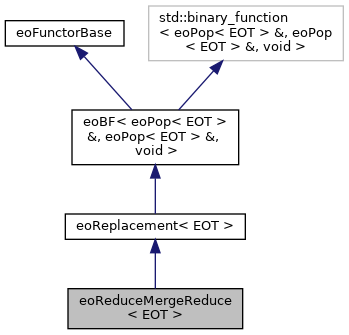 eoFunctorBase
std::binary_function
< eoPop< EOT > &, eoPop
< EOT > &, void >
eoBF< eoPop< EOT >
&, eoPop< EOT > &,
void >
eoReplacement< EOT >
eoReduceMergeReduce
< EOT >